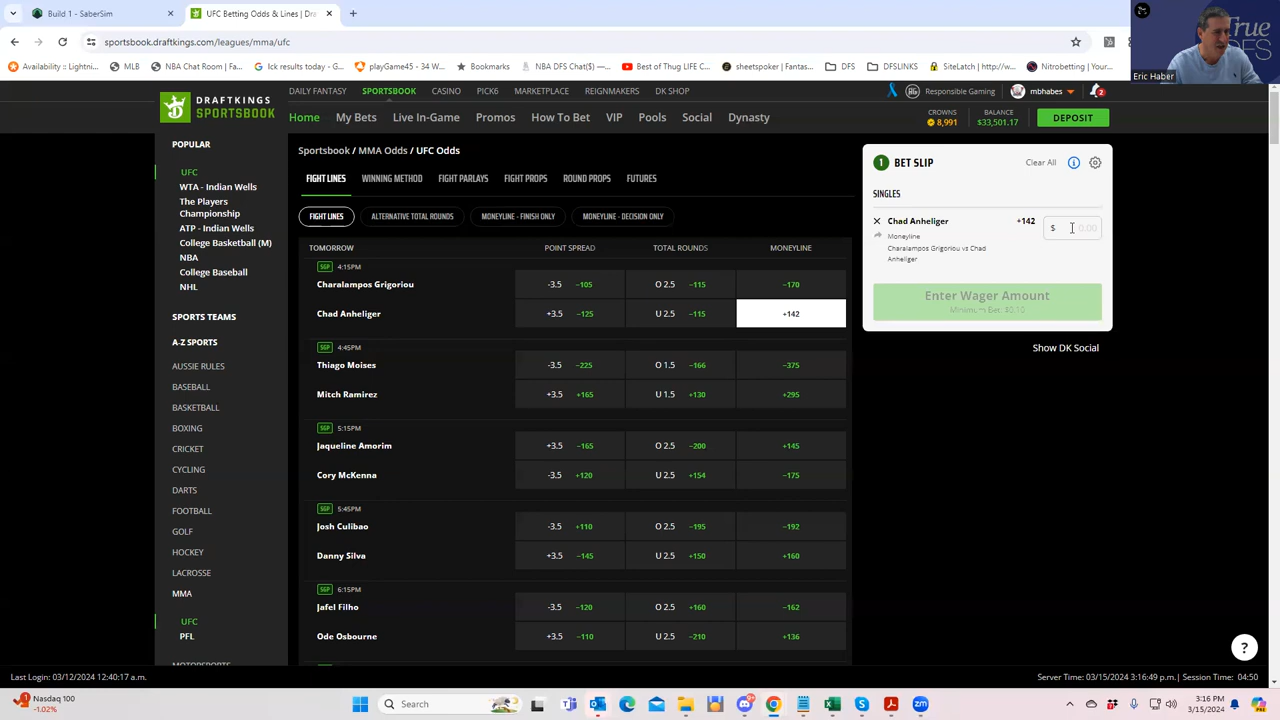 Build 1 - SaberSim
UFC Betting Odds & Lines | Draf
sportsbook.draftkings.com/leagues/mma/ufc
Affinity :: Lightni...
MLB
NBA Chat Room | Fa...
Ick results today - G...
playGame45 - 34 W...
Bookmarks
NBA DFS Chat($) — ...
Best of Thug LIFE C...
sheetspoker | Tw...
DFS
DFSLINKS
SiteLatch | http://w...
Nitrobetting | Your...
True
DFS
Eric Haber
DRAFTKINGS
SPORTSBOOK
DAILY FANTASY
SPORTSBOOK
CASINO
PICK6
MARKETPLACE
REIGNMAKERS
DK SHOP
Responsible Gaming
mbhabes
2
Home
My Bets
Live In-Game
Promos
How To Bet
VIP
Pools
Social
Dynasty
CROWNS
8,991
BALANCE
$33,501.17
DEPOSIT
POPULAR
UFC
WTA - Indian Wells
The Players
Championship
ATP - Indian Wells
College Basketball (M)
NBA
College Baseball
NHL
SPORTS TEAMS
A-Z SPORTS
AUSSIE RULES
BASEBALL
BASKETBALL
BOXING
CRICKET
CYCLING
DARTS
FOOTBALL
GOLF
HOCKEY
LACROSSE
MMA
UFC
PFL
MOTORSPORTS
Sportsbook / MMA Odds / UFC Odds
FIGHT LINES
WINNING METHOD
FIGHT PARLAYS
FIGHT PROPS
ROUND PROPS
FUTURES
FIGHT LINES
ALTERNATIVE TOTAL ROUNDS
MONEYLINE - FINISH ONLY
MONEYLINE - DECISION ONLY
TOMORROW POINT SPREAD TOTAL ROUNDS MONEYLINE
SGP 4:15PM
Charalampos Grigoriou -3.5 −105 O 2.5 −115 −170
Chad Anheliger -3.5 −125 U 2.5 −115 +142
SGP 4:45PM
Thiago Moises -3.5 −225 O 1.5 −166 −375
Mitch Ramirez +3.5 +165 U 1.5 +130 +295
SGP 5:15PM
Jaqueline Amorim +3.5 −165 O 2.5 −200 +145
Cory McKenna -3.5 +120 U 2.5 +154 −175
SGP 5:45PM
Josh Culibao -3.5 +110 O 2.5 −195 −192
Danny Silva +3.5 −145 U 2.5 +150 +160
SGP 6:15PM
Jafel Filho -3.5 −120 O 2.5 +160 −162
Ode Osbourne +3.5 −110 U 2.5 −210 +136
1 BET SLIP
Clear All
SINGLES
Chad Anheliger +142 $ 0.00
Moneyline
Charalampos Grigoriou vs Chad
Anheliger
Enter Wager Amount
Minimum Bet: $0.10
Show DK Social
?
Last Login: 03/12/2024 12:40:17 a.m.
Server Time: 03/15/2024 3:16:49 p.m. | Session Time: 04:50
Nasdaq 100
-1.02%
Search
3:16 PM
3/15/2024